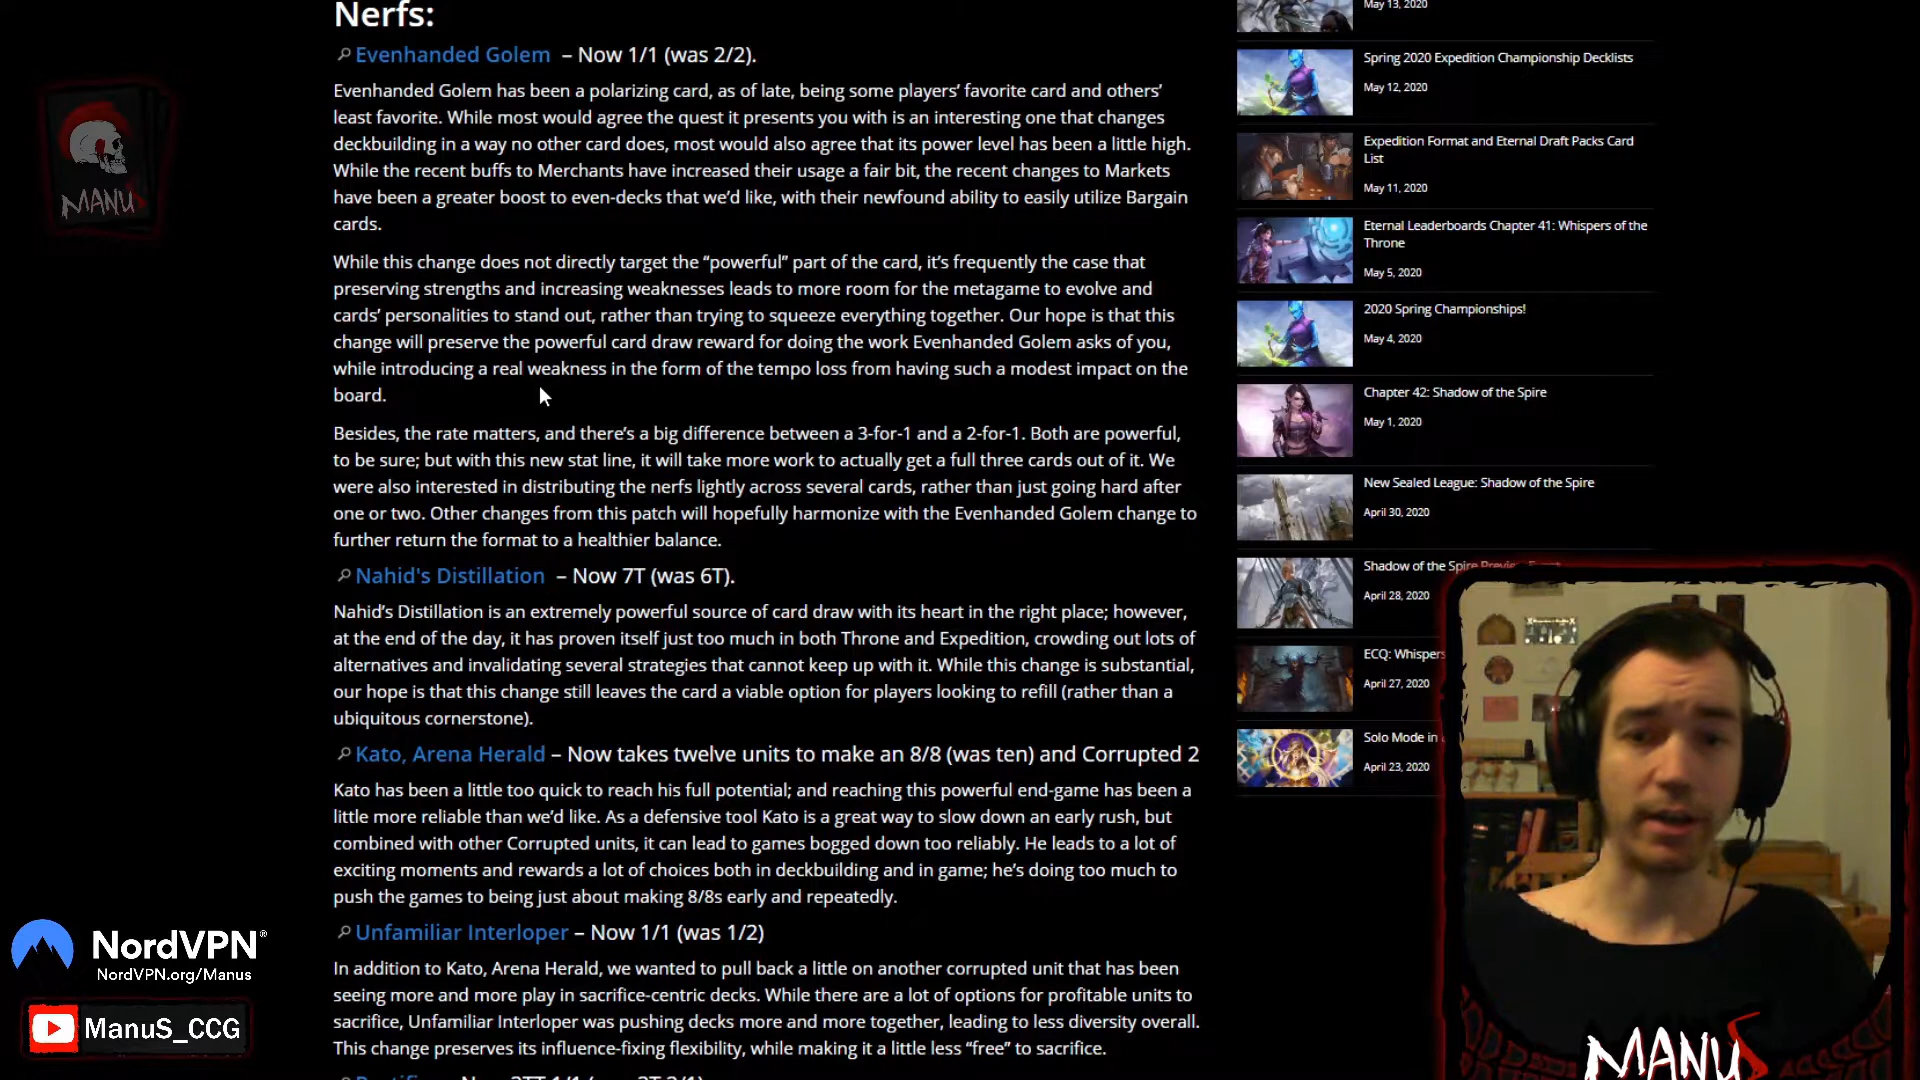 Nerfs:
Evenhanded Golem – Now 1/1 (was 2/2).
Evenhanded Golem has been a polarizing card, as of late, being some players' favorite card and others'
least favorite. While most would agree the quest it presents you with is an interesting one that changes
deckbuilding in a way no other card does, most would also agree that its power level has been a little high.
While the recent buffs to Merchants have increased their usage a fair bit, the recent changes to Markets
have been a greater boost to even-decks that we'd like, with their newfound ability to easily utilize Bargain
cards.
While this change does not directly target the “powerful” part of the card, it's frequently the case that
preserving strengths and increasing weaknesses leads to more room for the metagame to evolve and
cards' personalities to stand out, rather than trying to squeeze everything together. Our hope is that this
change will preserve the powerful card draw reward for doing the work Evenhanded Golem asks of you,
while introducing a real weakness in the form of the tempo loss from having such a modest impact on the
board.
Besides, the rate matters, and there's a big difference between a 3-for-1 and a 2-for-1. Both are powerful,
to be sure; but with this new stat line, it will take more work to actually get a full three cards out of it. We
were also interested in distributing the nerfs lightly across several cards, rather than just going hard after
one or two. Other changes from this patch will hopefully harmonize with the Evenhanded Golem change to
further return the format to a healthier balance.
Nahid's Distillation – Now 7T (was 6T).
Nahid's Distillation is an extremely powerful source of card draw with its heart in the right place; however,
at the end of the day, it has proven itself just too much in both Throne and Expedition, crowding out lots of
alternatives and invalidating several strategies that cannot keep up with it. While this change is substantial,
our hope is that this change still leaves the card a viable option for players looking to refill (rather than a
ubiquitous cornerstone).
Kato, Arena Herald – Now takes twelve units to make an 8/8 (was ten) and Corrupted 2
Kato has been a little too quick to reach his full potential; and reaching this powerful end-game has been a
little more reliable than we'd like. As a defensive tool Kato is a great way to slow down an early rush, but
combined with other Corrupted units, it can lead to games bogged down too reliably. He leads to a lot of
exciting moments and rewards a lot of choices both in deckbuilding and in game; he's doing too much to
push the games to being just about making 8/8s early and repeatedly.
Unfamiliar Interloper – Now 1/1 (was 1/2)
In addition to Kato, Arena Herald, we wanted to pull back a little on another corrupted unit that has been
seeing more and more play in sacrifice-centric decks. While there are a lot of options for profitable units to
sacrifice, Unfamiliar Interloper was pushing decks more and more together, leading to less diversity overall.
This change preserves its influence-fixing flexibility, while making it a little less “free” to sacrifice.
May 13, 2020
Spring 2020 Expedition Championship Decklists
May 12, 2020
Expedition Format and Eternal Draft Packs Card
List
May 11, 2020
Eternal Leaderboards Chapter 41: Whispers of the
Throne
May 5, 2020
2020 Spring Championships!
May 4, 2020
Chapter 42: Shadow of the Spire
May 1, 2020
New Sealed League: Shadow of the Spire
April 30, 2020
Shadow of the Spire Preview Event
April 28, 2020
ECQ: Whispers
April 27, 2020
Solo Mode in
April 23, 2020
MANUS
NordVPN®
NordVPN.org/Manus
ManuS_CCG
MANUS